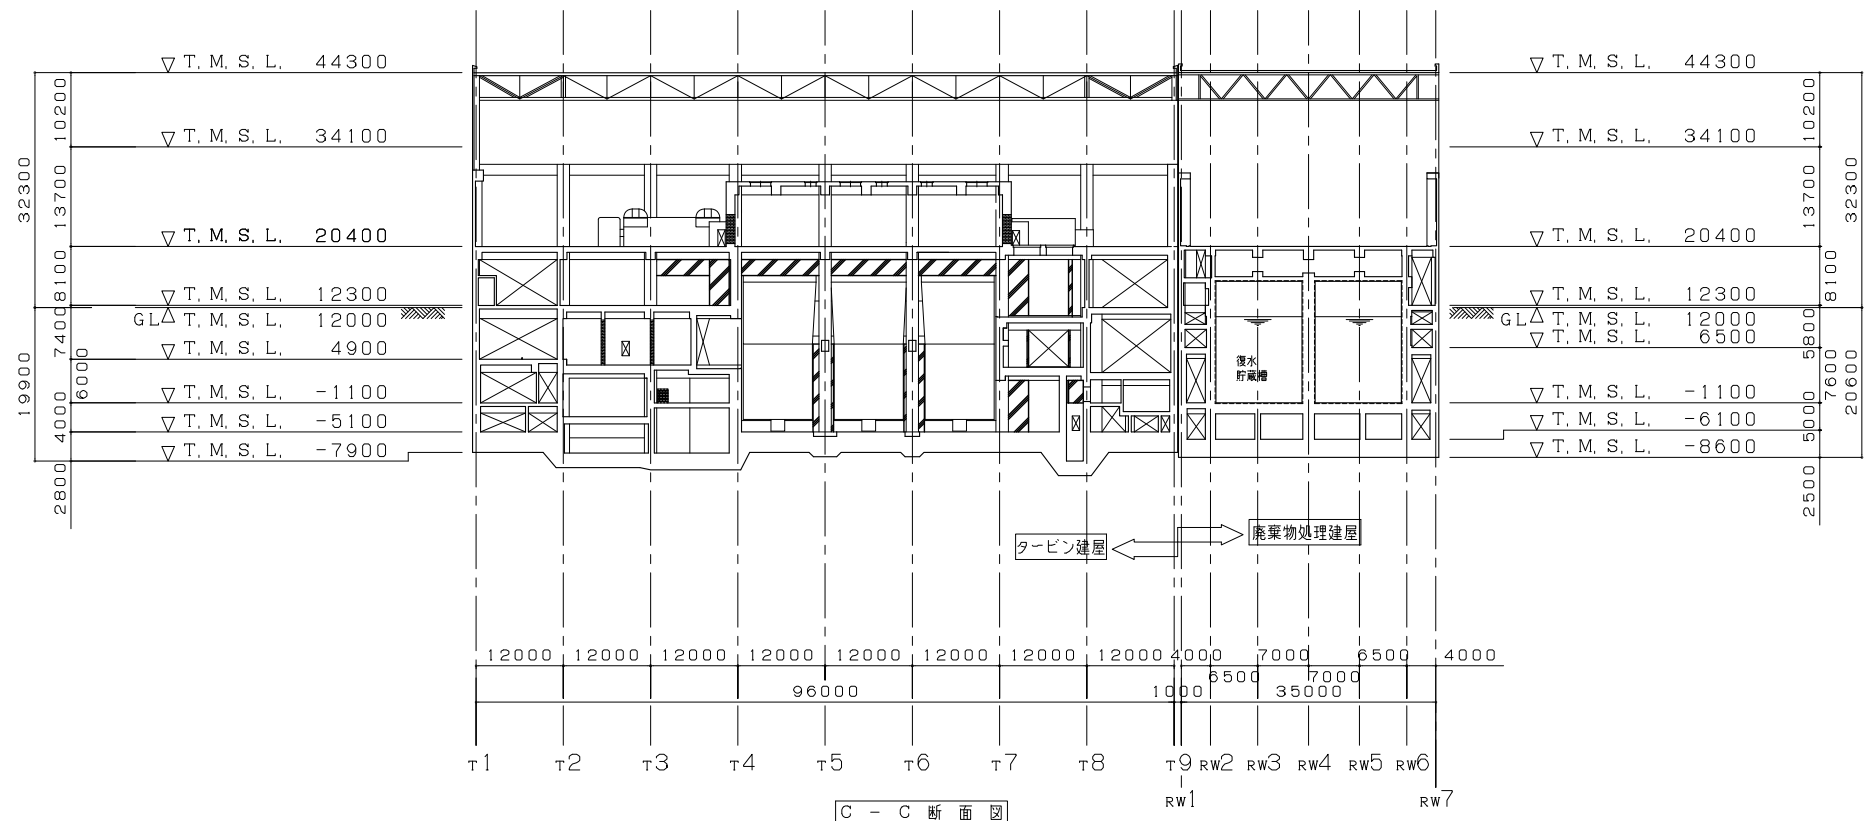 T.M.S.L. 44300
T.M.S.L. 34100
T.M.S.L. 20400
T.M.S.L. 12300
GL T.M.S.L. 12000
T.M.S.L. 4900
T.M.S.L. -1100
T.M.S.L. -5100
T.M.S.L. -7900
32300
19900
10200
13700
8100
7400
6000
4000
2800
T.M.S.L. 44300
T.M.S.L. 34100
T.M.S.L. 20400
T.M.S.L. 12300
GL T.M.S.L. 12000
T.M.S.L. 6500
T.M.S.L. -1100
T.M.S.L. -6100
T.M.S.L. -8600
10200
13700
8100
5800
7600
5000
2500
32300
20600
復水
貯蔵槽
タービン建屋
廃棄物処理建屋
12000 12000 12000 12000 12000 12000 12000 12000 4000 7000 6500 4000
6500 7000
96000 1000 35000
T1 T2 T3 T4 T5 T6 T7 T8 T9 RW2 RW3 RW4 RW5 RW6
RW1 RW7
C － C 断 面 図